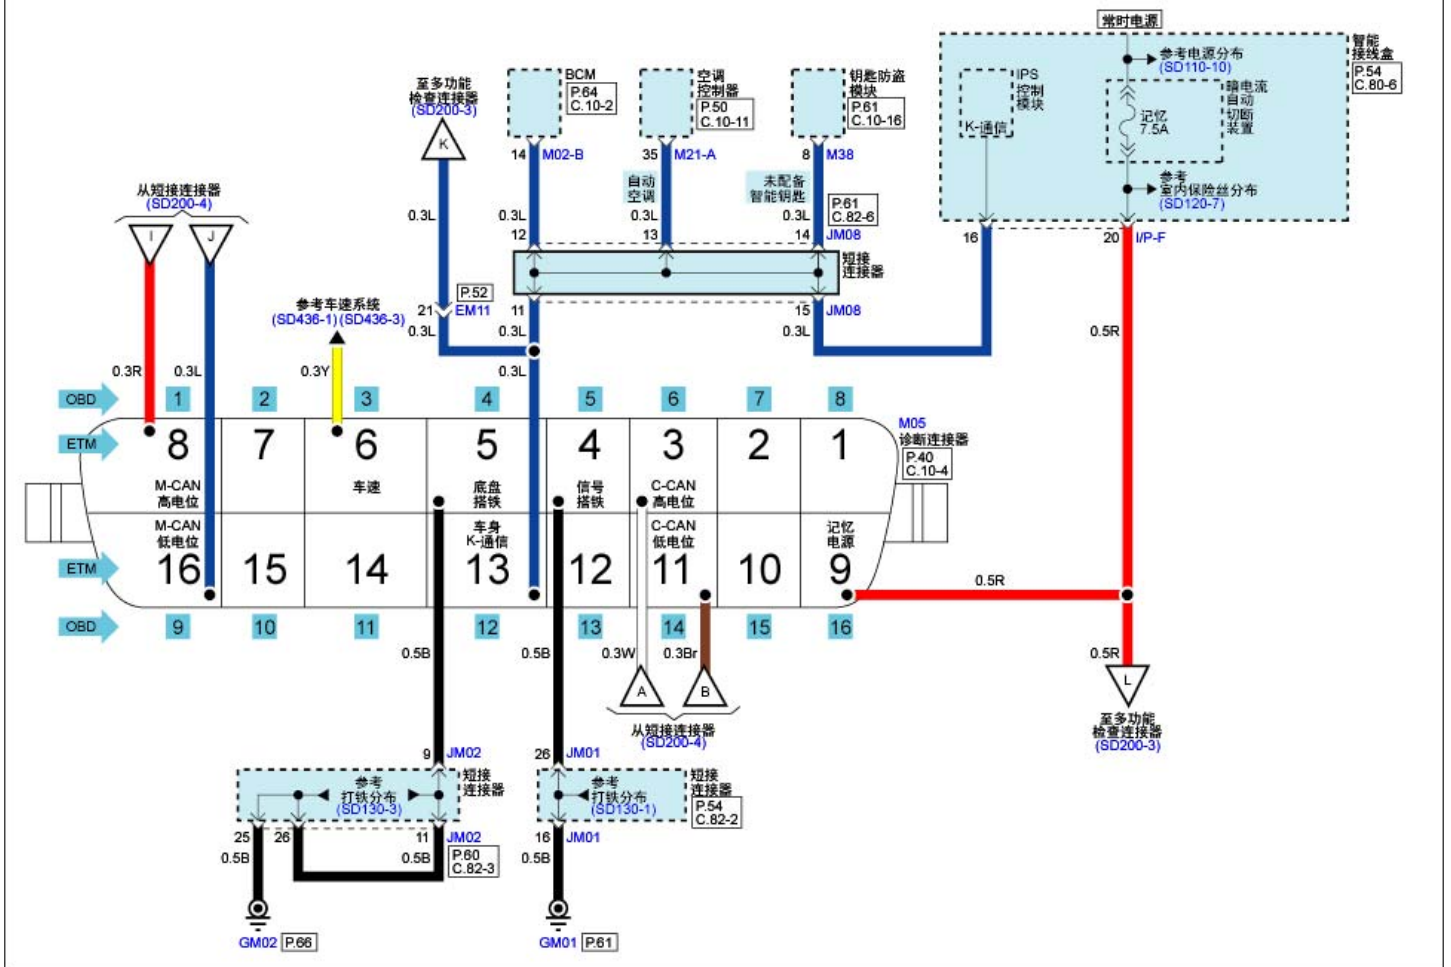 常时电源
智能
接线盒
P.54
C.80-6
参考电源分布
(SD110-10)
IPS
控制
模块
K-通信
记忆
7.5A
暗电流
自动
切断
装置
参考
室内保险丝分布
(SD120-7)
16
20
I/P-F
至多功能
检查连接器
(SD200-3)
K
BCM
P.64
C.10-2
空调
控制器
P.50
C.10-11
钥匙防盗
模块
P.61
C.10-16
14
M02-B
35
M21-A
8
M38
自动
空调
未配备
智能钥匙
0.3L
0.3L
0.3L
0.3L
P.61
C.82-6
12
13
14
JM08
短接
连接器
从短接连接器
(SD200-4)
I
J
参考车速系统
(SD436-1)(SD436-3)
P.52
21
EM11
11
15
JM08
0.3L
0.3L
0.3L
0.5R
0.3R
0.3L
0.3Y
0.3L
OBD
1
2
3
4
5
6
7
8
ETM
8
7
6
5
4
3
2
1
M05
诊断连接器
P.40
C.10-4
M-CAN
高电位
车速
底盘
搭铁
信号
搭铁
C-CAN
高电位
M-CAN
低电位
车身
K-通信
C-CAN
低电位
记忆
电源
ETM
16
15
14
13
12
11
10
9
0.5R
OBD
9
10
11
12
13
14
15
16
0.5B
0.5B
0.3W
0.3Br
0.5R
A
B
L
从短接连接器
(SD200-4)
至多功能
检查连接器
(SD200-3)
9
JM02
26
JM01
短接
连接器
参考
打铁分布
(SD130-3)
参考
打铁分布
(SD130-1)
短接
连接器
P.54
C.82-2
25
26
11
JM02
16
JM01
0.5B
0.5B
P.60
C.82-3
0.5B
GM02
P.66
GM01
P.61